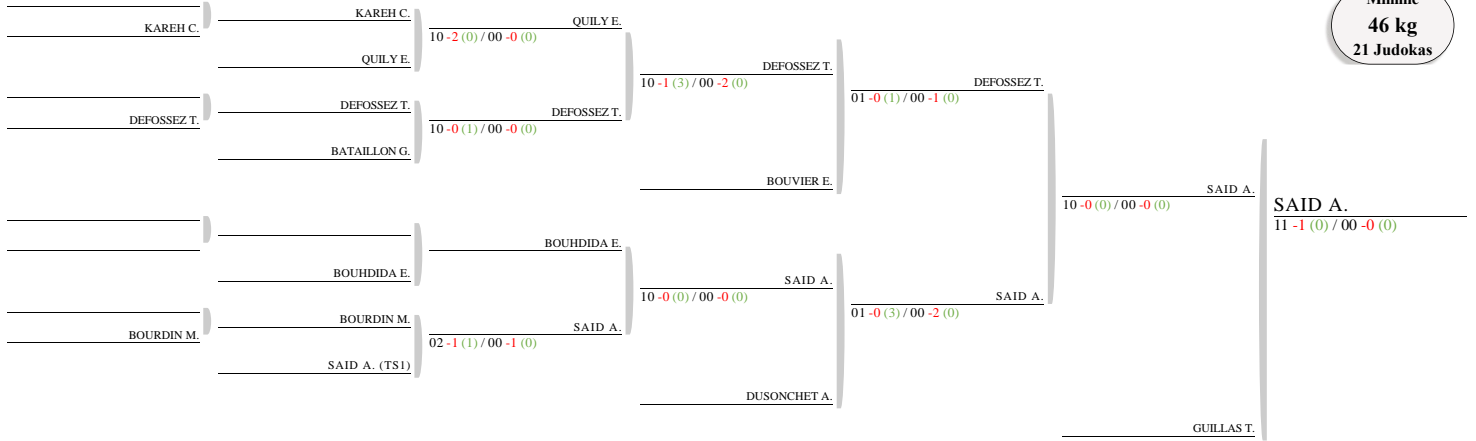 Minime
46 kg
21 Judokas
KAREH C.
DEFOSSEZ T.
BOURDIN M.
KAREH C.
QUILY E.
DEFOSSEZ T.
BATAILLON G.
BOUHDIDA E.
BOURDIN M.
SAID A. (TS1)
QUILY E.
10 -2 (0) / 00 -0 (0)
DEFOSSEZ T.
10 -0 (1) / 00 -0 (0)
BOUHDIDA E.
SAID A.
02 -1 (1) / 00 -1 (0)
DEFOSSEZ T.
10 -1 (3) / 00 -2 (0)
BOUVIER E.
SAID A.
10 -0 (0) / 00 -0 (0)
DUSONCHET A.
DEFOSSEZ T.
01 -0 (1) / 00 -1 (0)
SAID A.
01 -0 (3) / 00 -2 (0)
SAID A.
10 -0 (0) / 00 -0 (0)
GUILLAS T.
SAID A.
11 -1 (0) / 00 -0 (0)